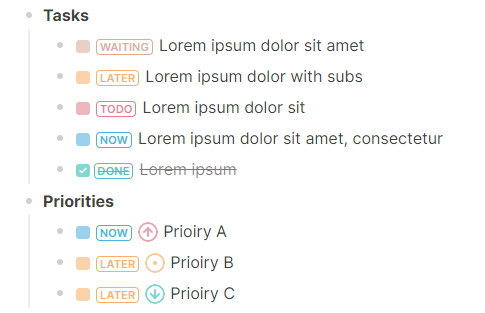 Tasks
WAITING Lorem ipsum dolor sit amet
LATER Lorem ipsum dolor with subs
TODO Lorem ipsum dolor sit
NOW Lorem ipsum dolor sit amet, consectetur
DONE Lorem ipsum
Priorities
NOW Prioiry A
LATER Prioiry B
LATER Prioiry C